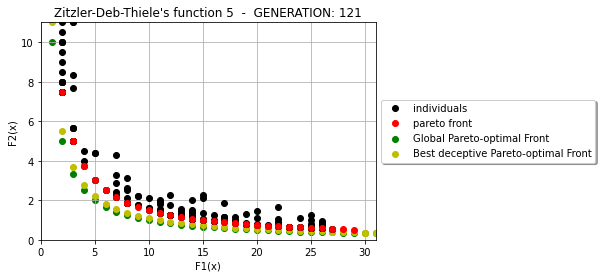 Zitzler-Deb-Thiele's function 5 - GENERATION: 121
10
8
6
4
2
0
F2(x)
0 5 10 15 20 25 30
F1(x)
individuals
pareto front
Global Pareto-optimal Front
Best deceptive Pareto-optimal Front